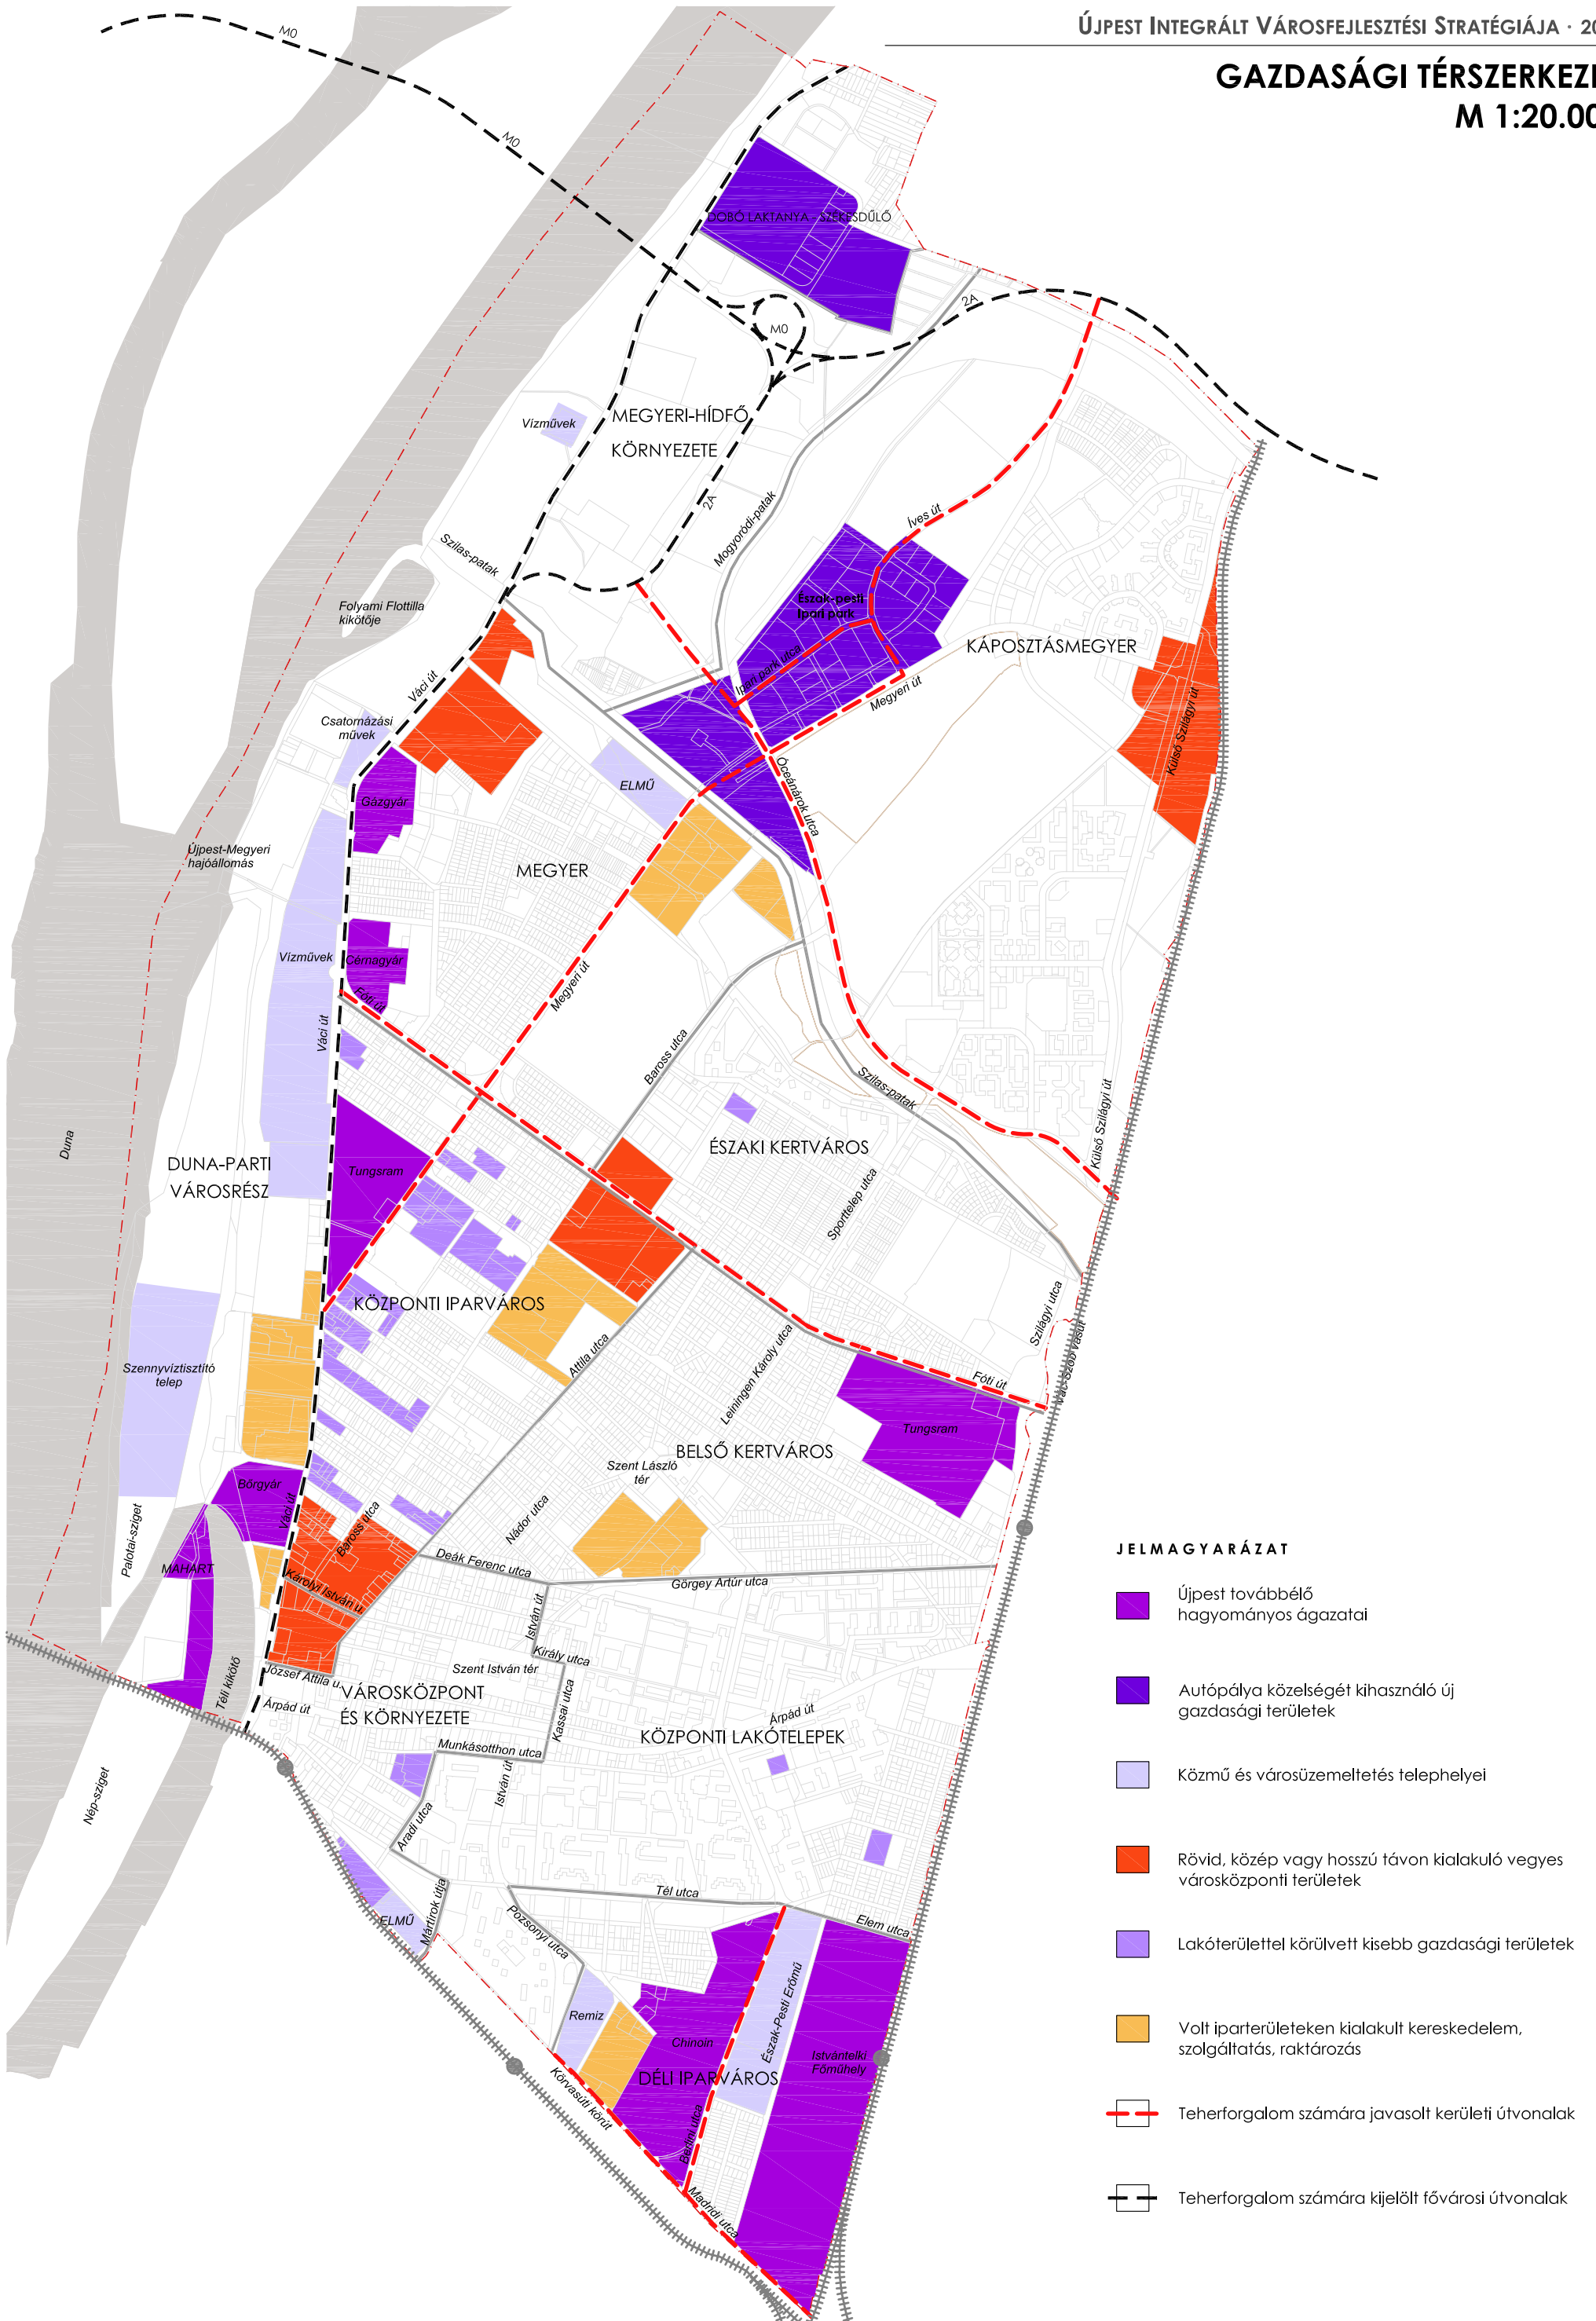 ÚJPEST INTEGRÁLT VÁROSFEJLESZTÉSI STRATÉGIÁJA · 20
GAZDASÁGI TÉRSZERKEZE
M 1:20.00
M0
M0
DOBÓ LAKTANYA - SZÉKESDŰLŐ
2A
M0
Vízművek
MEGYERI-HÍDFŐ
KÖRNYEZETE
2A
Mogyoródi-patak
Íves út
Szilas-patak
Folyami Flottilla
kikötője
Észak-pesti
Ipari park
KÁPOSZTÁSMEGYER
Ipari park utca
Megyeri út
Váci út
Csatornázási
művek
Külső Szilágyi út
ELMŰ
Gázgyár
Óceánárok utca
Újpest-Megyeri
hajóállomás
MEGYER
Vízművek
Cérnagyár
Fóti út
Megyeri út
Váci út
Baross utca
Szilas-patak
Külső Szilágyi út
Duna
ÉSZAKI KERTVÁROS
DUNA-PARTI
VÁROSRÉSZ
Tungsram
Sporttelep utca
KÖZPONTI IPARVÁROS
Szilágyi utca
Vác-Szob vasút
Szennyvíztisztító
telep
Attila utca
Leiningen Károly utca
Fóti út
Tungsram
BELSŐ KERTVÁROS
Szent László
tér
Bőrgyár
Váci út
Baross utca
Nádor utca
Palotai-sziget
MAHART
Deák Ferenc utca
Görgey Artúr utca
Károlyi István u.
István út
Király utca
Szent István tér
József Attila u.
Téli kikötő
Árpád út
VÁROSKÖZPONT
ÉS KÖRNYEZETE
Kassai utca
Árpád út
KÖZPONTI LAKÓTELEPEK
Munkásotthon utca
István út
Nép-sziget
Aradi utca
Tél utca
ELMŰ
Mártírok útja
Pozsonyi utca
Elem utca
Remiz
Chinoin
Észak-Pesti Erőmű
Istvántelki
Főműhely
DÉLI IPARVÁROS
Körvasúti körút
Berlini utca
Madridi utca
JELMAGYARÁZAT
Újpest továbbélő
hagyományos ágazatai
Autópálya közelségét kihasználó új
gazdasági területek
Közmű és városüzemeltetés telephelyei
Rövid, közép vagy hosszú távon kialakuló vegyes
városközponti területek
Lakóterülettel körülvett kisebb gazdasági területek
Volt iparterületeken kialakult kereskedelem,
szolgáltatás, raktározás
Teherforgalom számára javasolt kerületi útvonalak
Teherforgalom számára kijelölt fővárosi útvonalak